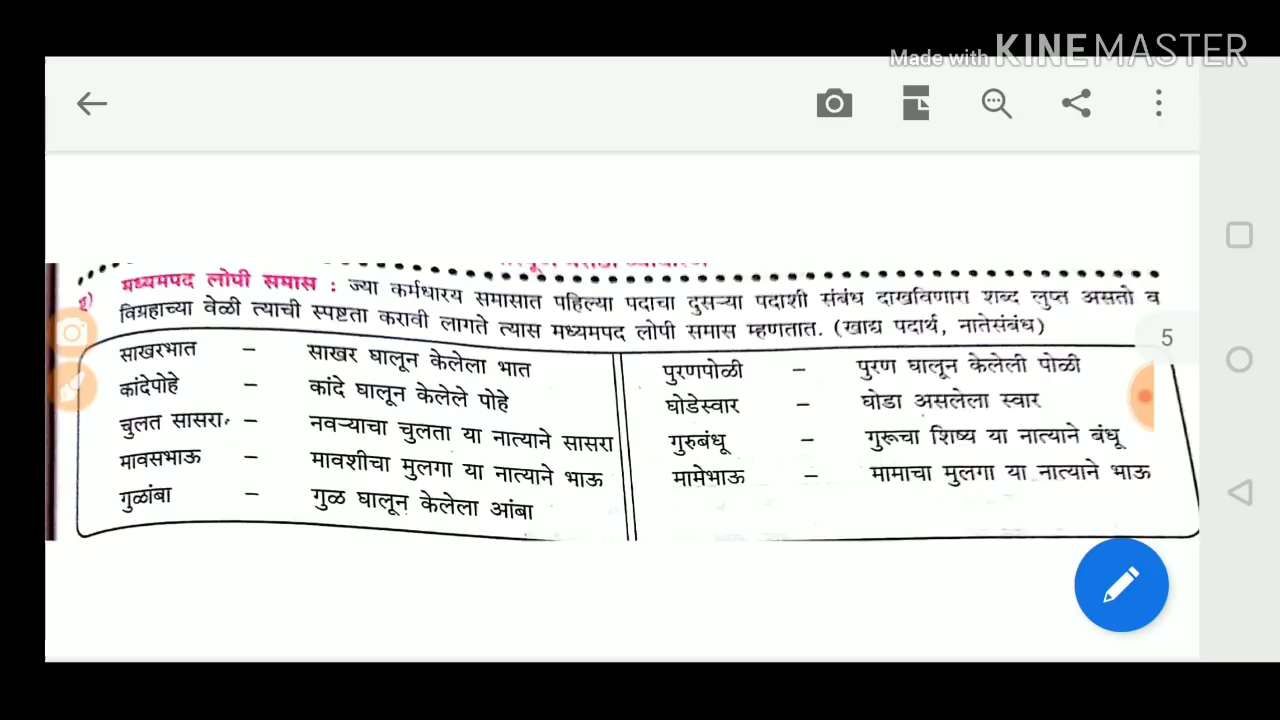 Made with KINEMASTER
मध्यमपद लोपी समास : ज्या कर्मधारय समासात पहिल्या पदाचा दुसऱ्या पदाशी संबंध दाखविणारा शब्द लुप्त असतो व
विग्रहाच्या वेळी त्याची स्पष्टता करावी लागते त्यास मध्यमपद लोपी समास म्हणतात. (खाद्य पदार्थ, नातेसंबंध)
5
साखरभात – साखर घालून केलेला भात
कांदेपोहे – कांदे घालून केलेले पोहे
चुलत सासरा – नवऱ्याचा चुलता या नात्याने सासरा
मावसभाऊ – मावशीचा मुलगा या नात्याने भाऊ
गुळांबा – गुळ घालून केलेला आंबा
पुरणपोळी – पुरण घालून केलेली पोळी
घोडेस्वार – घोडा असलेला स्वार
गुरुबंधू – गुरूचा शिष्य या नात्याने बंधू
मामेभाऊ – मामाचा मुलगा या नात्याने भाऊ